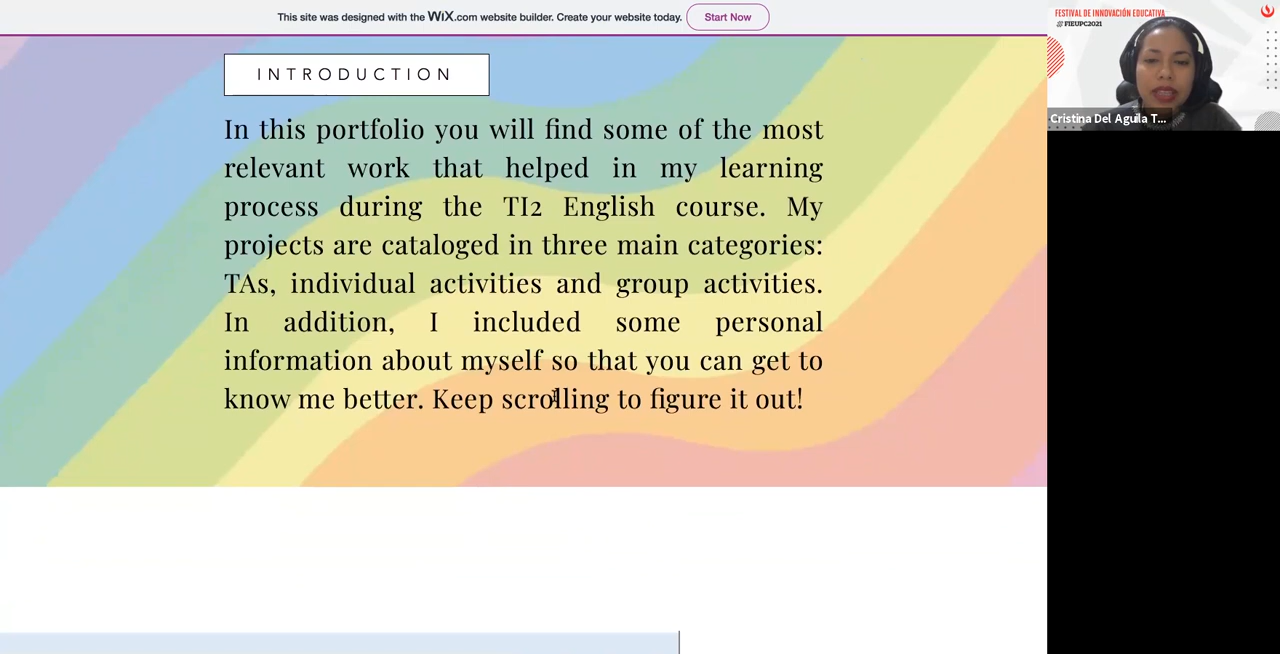 This site was designed with the WiX.com website builder. Create your website today. Start Now
INTRODUCTION
In this portfolio you will find some of the most
relevant work that helped in my learning
process during the TI2 English course. My
projects are cataloged in three main categories:
TAs, individual activities and group activities.
In addition, I included some personal
information about myself so that you can get to
know me better. Keep scrolling to figure it out!
FESTIVAL DE INNOVACIÓN EDUCATIVA
#FIEUPC2021
Cristina Del Aguila T...